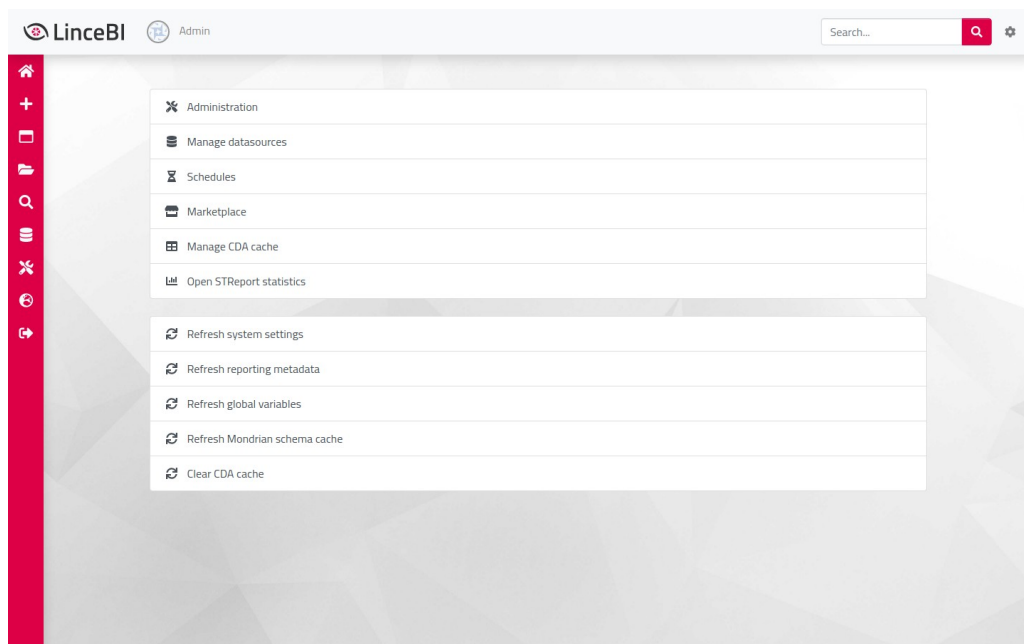 LinceBI
Admin
Search...
Administration
Manage datasources
Schedules
Marketplace
Manage CDA cache
Open STReport statistics
Refresh system settings
Refresh reporting metadata
Refresh global variables
Refresh Mondrian schema cache
Clear CDA cache